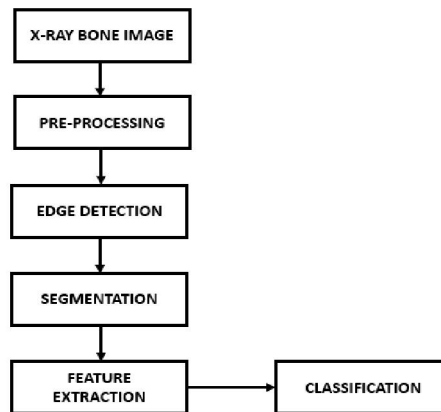 X-RAY BONE IMAGE
PRE-PROCESSING
EDGE DETECTION
SEGMENTATION
FEATURE
EXTRACTION
CLASSIFICATION